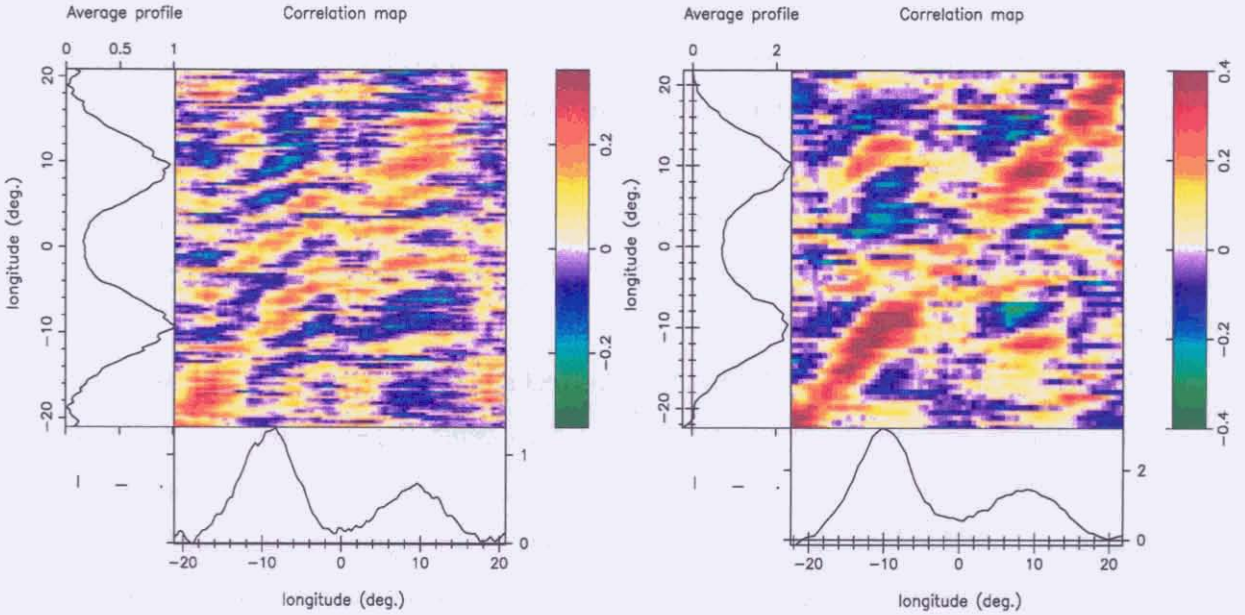 Average profile Correlation map Average profile Correlation map
0 0.5 1 0 2
20 10 0 -10 -20
longitude (deg.)
0.2 0 -0.2
20 10 0 -10 -20
longitude (deg.)
0.4 0.2 0 -0.2 -0.4
1 0
2 0
-20 -10 0 10 20 -20 -10 0 10 20
longitude (deg.) longitude (deg.)